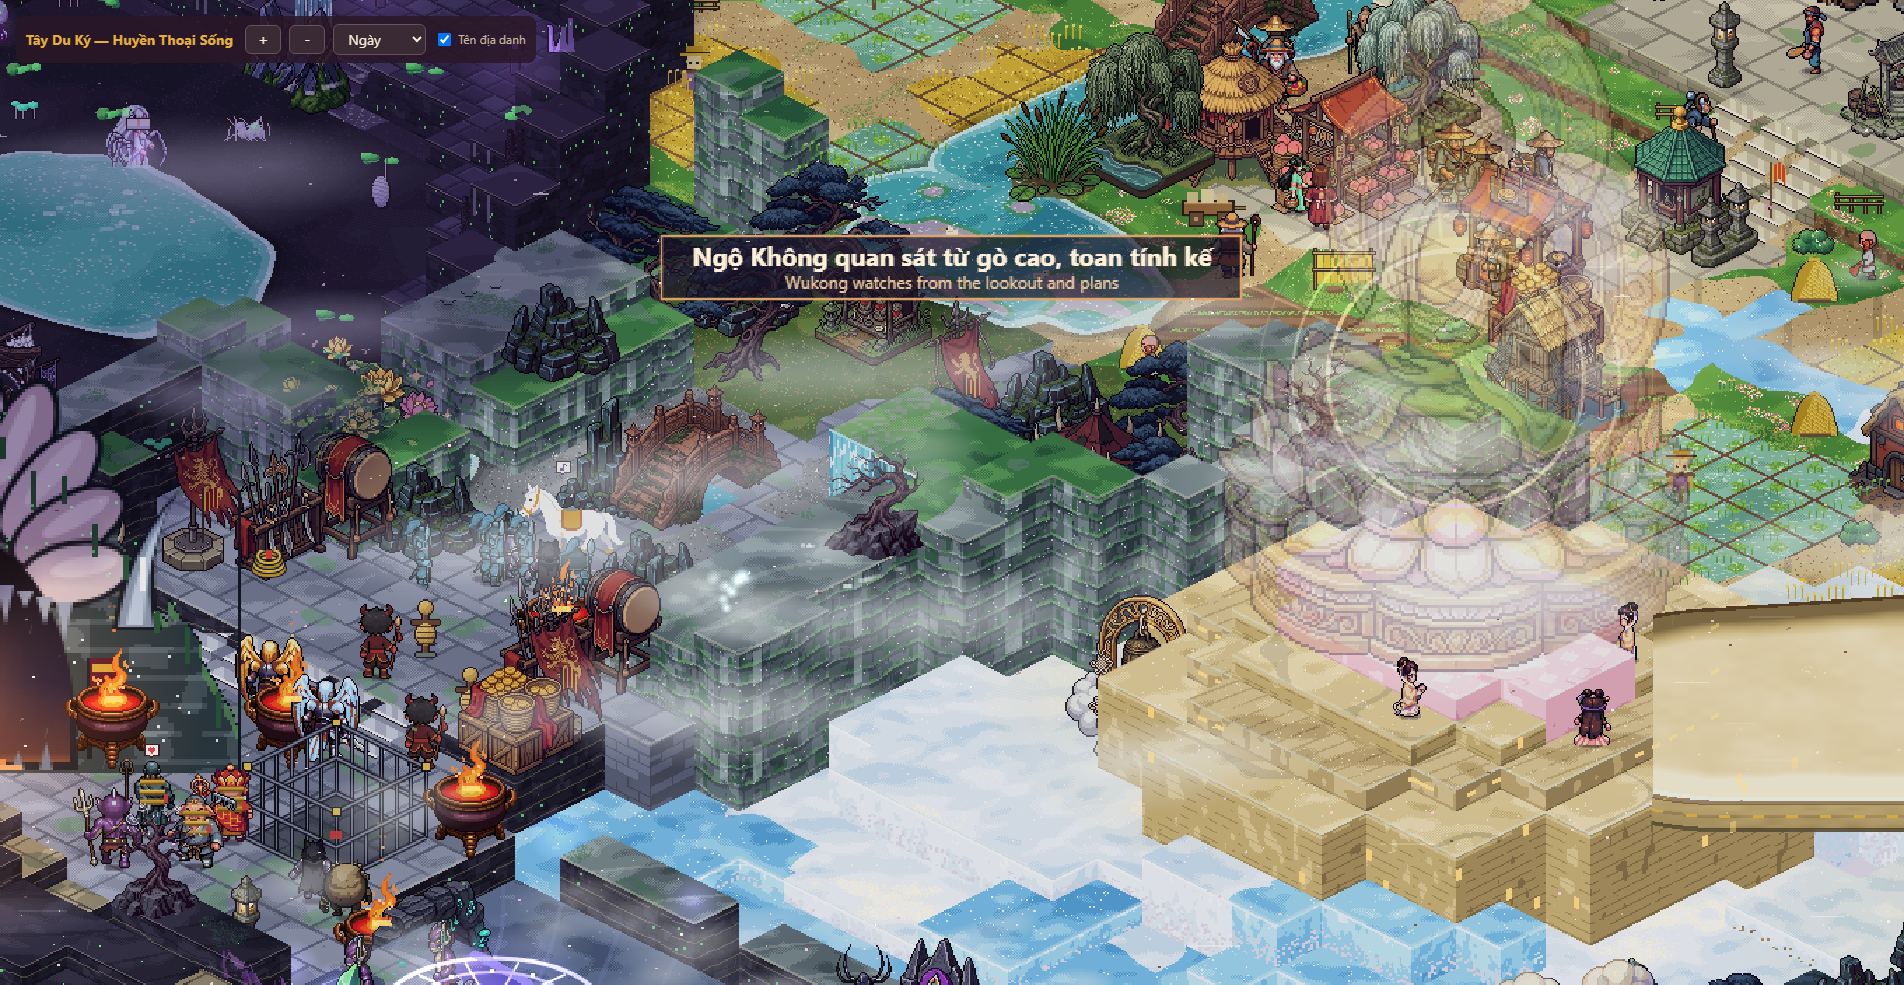 Tây Du Ký — Huyền Thoại Sống
+
-
Ngày
Tên địa danh
Ngộ Không quan sát từ gò cao, toan tính kế
Wukong watches from the lookout and plans